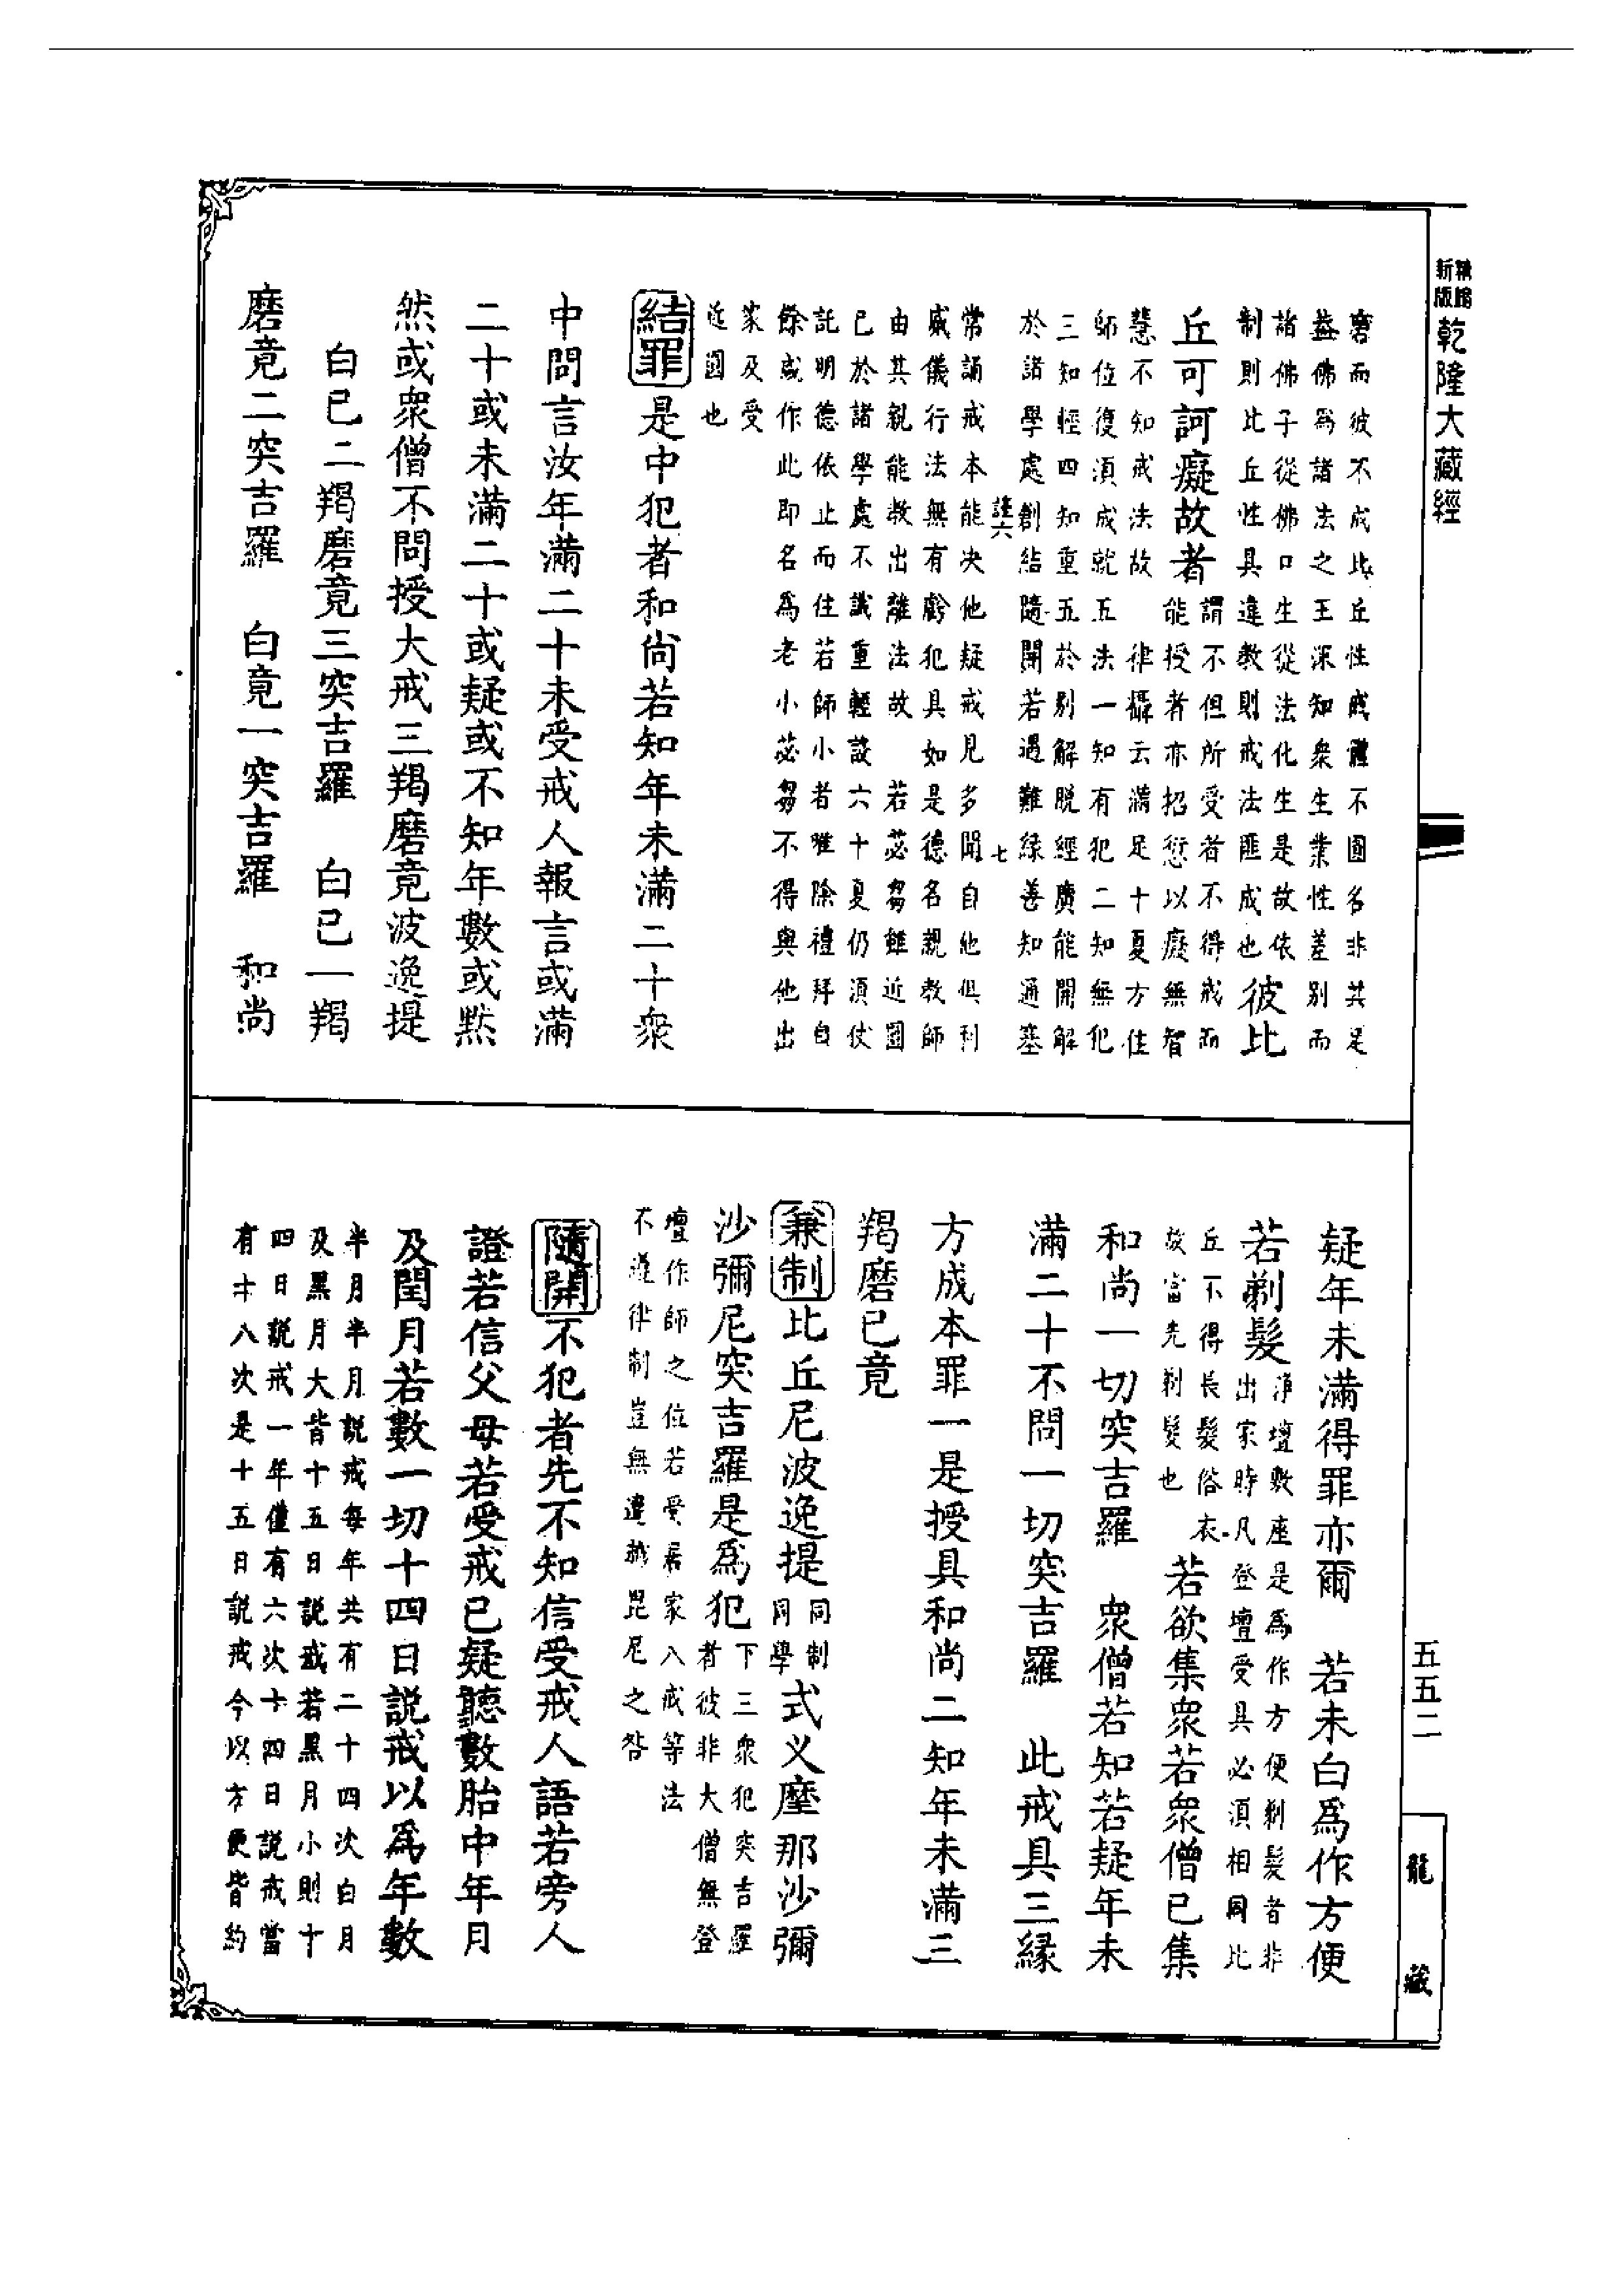 精縮
新版
乾隆大藏經
磨而彼不成比丘性戒體不圓名非具足
蓋佛爲諸法之王深知衆生業性差別而
諸佛子從佛口生從法化生是故依
制則比丘性具違教則戒法匪成也
彼比
丘可訶癡故者
謂不但所受者不得戒而
能授者亦招愆以癡無智
慧不知戒法故　律攝云滿足十夏方住
師位復須成就五法一知有犯二知無犯
三知輕四知重五於別解脫經廣能開解
於諸學處創結隨開若遇難緣善知通塞
謹六　七
常誦戒本能決他疑戒見多聞自他俱利
威儀行法無有虧犯具如是德名親教師
由其親能教出離法故　若苾芻雖近圓
已於諸學處不識重輕設六十夏仍須伏
託明德依止而住若師小者唯除禮拜自
餘咸作此即名爲老小苾芻不得與他出
家及受
近圓也
結罪是中犯者和尚若知年未滿二十衆
中問言汝年滿二十未受戒人報言或滿
二十或未滿二十或疑或不知年數或默
然或衆僧不問授大戒三羯磨竟波逸提
白已二羯磨竟三突吉羅　白已一羯
磨竟二突吉羅　白竟一突吉羅　和尚
疑年未滿得罪亦爾　若未白爲作方便
若剃髮
淨壇敷座是爲作方便剃髮者非
出家時凡登壇受具必須相同比
丘不得長髮俗衣
故當先剃髮也
若欲集衆若衆僧已集
和尚一切突吉羅　衆僧若知若疑年未
滿二十不問一切突吉羅　此戒具三緣
方成本罪一是授具和尚二知年未滿三
羯磨已竟
兼制比丘尼波逸提
同制
同學
式叉摩那沙彌
沙彌尼突吉羅是爲犯
下三衆犯突吉羅
者彼非大僧無登
壇作師之位若受居家八戒等法
不遵律制豈無違越毘尼之咎
隨開不犯者先不知信受戒人語若旁人
證若信父母若受戒已疑聽數胎中年月
及閏月若數一切十四日說戒以爲年數
半月半月說戒每年共有二十四次白月
及黑月大皆十五日說戒若黑月小則十
四日說戒一年僅有六次十四日說戒當
有十八次是十五日說戒今以方便皆約
五五二
龍藏